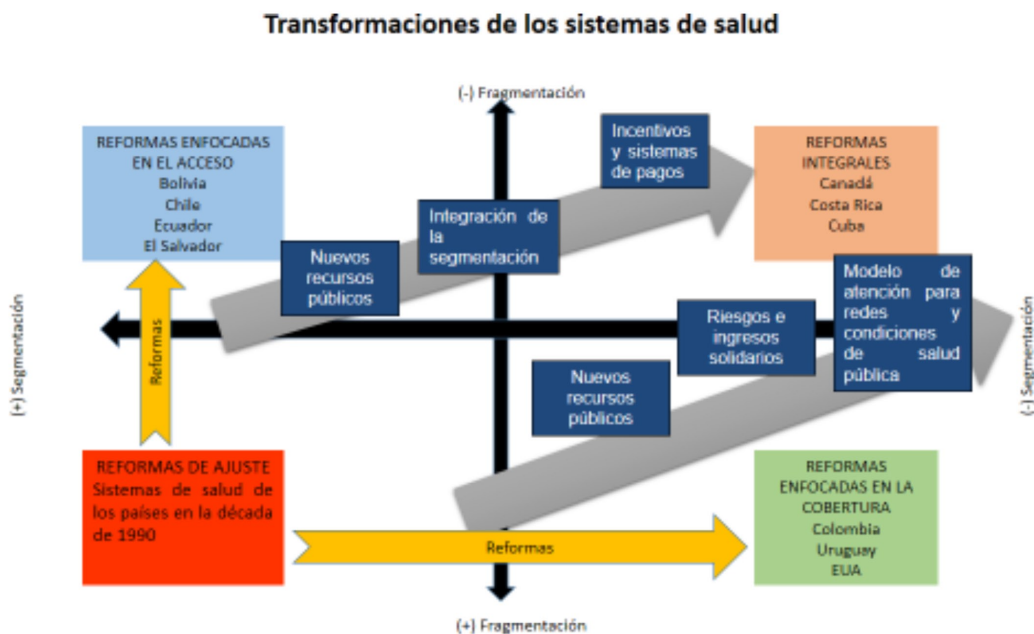 Transformaciones de los sistemas de salud
(-) Fragmentación
REFORMAS ENFOCADAS
EN EL ACCESO
Bolivia
Chile
Ecuador
El Salvador
Incentivos
y sistemas
de pagos
REFORMAS
INTEGRALES
Canadá
Costa Rica
Cuba
Integración de
la
segmentación
Nuevos
recursos
públicos
Modelo de
atención para
redes y
condiciones
de salud
pública
Riesgos e
ingresos
solidarios
Nuevos
recursos
públicos
(+) Segmentación
(-) Segmentación
Reformas
REFORMAS DE AJUSTE
Sistemas de salud de
los países en la década
de 1990
Reformas
REFORMAS
ENFOCADAS EN LA
COBERTURA
Colombia
Uruguay
EUA
(+) Fragmentación